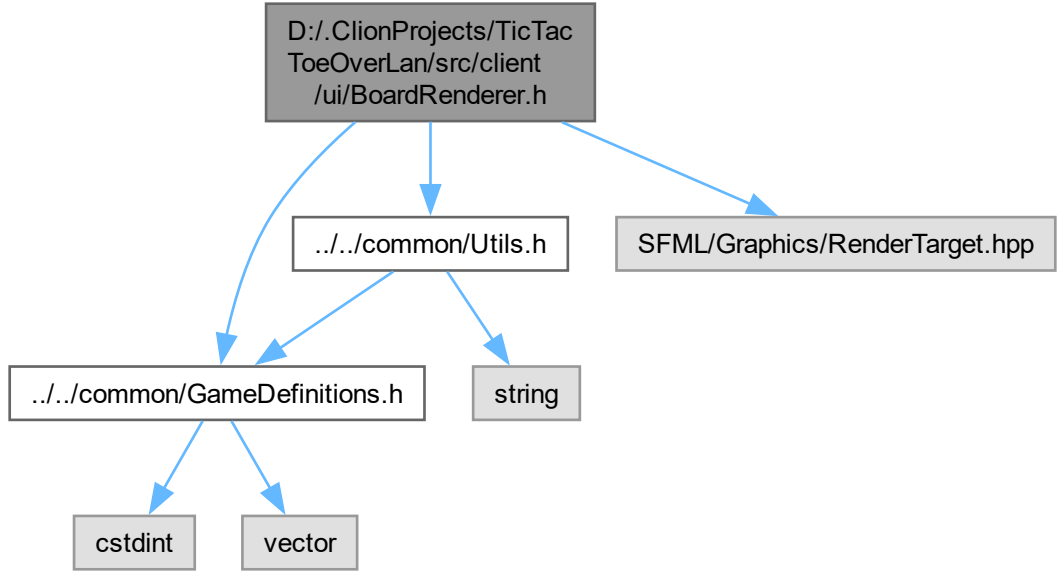 D:/.ClionProjects/TicTac
ToeOverLan/src/client
/ui/BoardRenderer.h
../../common/Utils.h
SFML/Graphics/RenderTarget.hpp
../../common/GameDefinitions.h
string
cstdint
vector